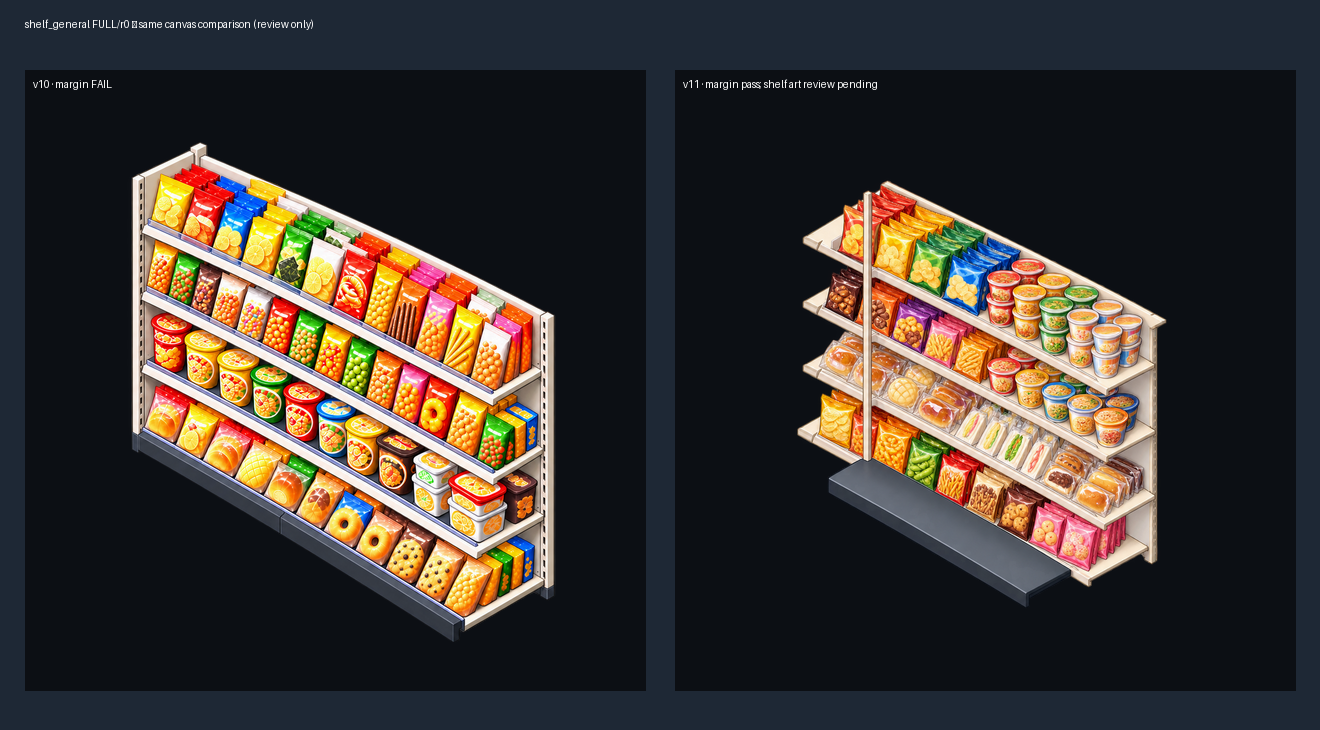 shelf_general FULL/r0 ☒ same canvas comparison (review only)
v10 · margin FAIL
v11 · margin pass; shelf art review pending